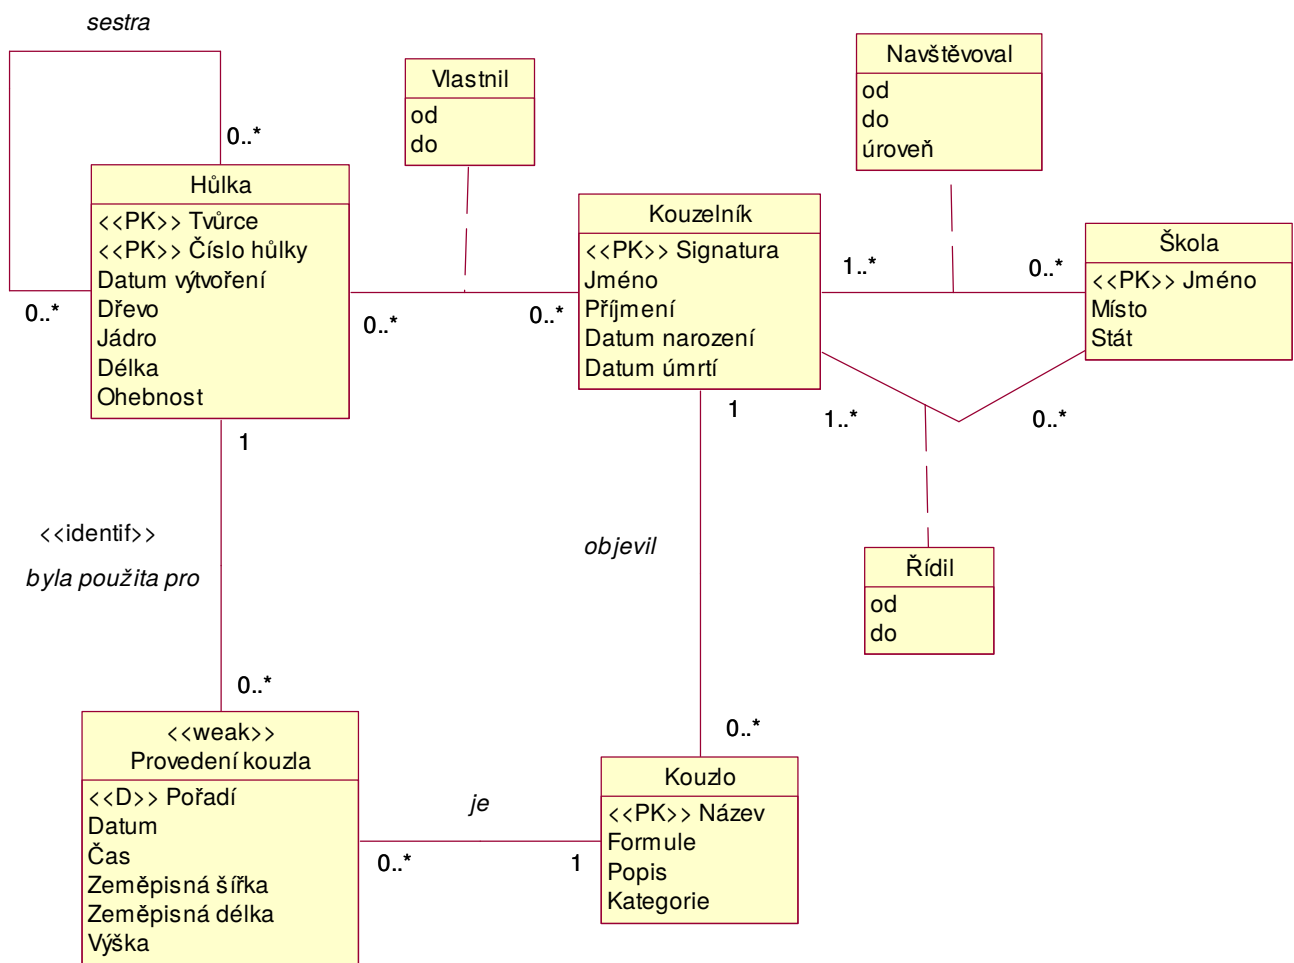 sestra
0..*
0..*
Hůlka
<<PK>> Tvůrce
<<PK>> Číslo hůlky
Datum výtvoření
Dřevo
Jádro
Délka
Ohebnost
Vlastnil
od
do
0..*
0..*
Kouzelník
<<PK>> Signatura
Jméno
Příjmení
Datum narození
Datum úmrtí
Navštěvoval
od
do
úroveň
1..*
0..*
Škola
<<PK>> Jméno
Místo
Stát
1..*
0..*
Řídil
od
do
1
<<identif>>
byla použita pro
0..*
1
objevil
0..*
<<weak>>
Provedení kouzla
<<D>> Pořadí
Datum
Čas
Zeměpisná šířka
Zeměpisná délka
Výška
je
0..*
1
Kouzlo
<<PK>> Název
Formule
Popis
Kategorie